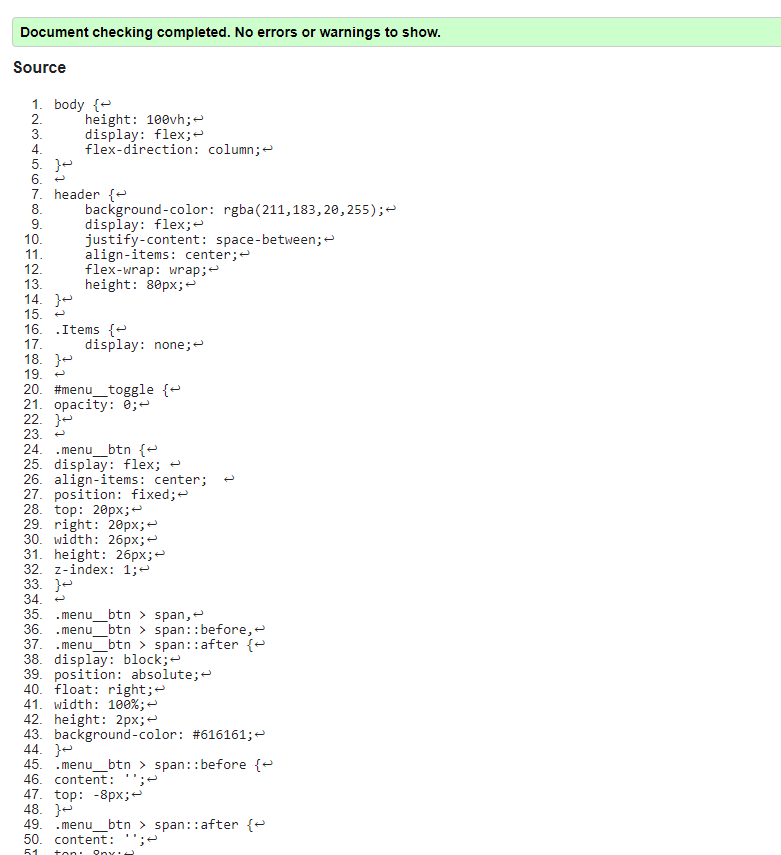 Document checking completed. No errors or warnings to show.
Source
1. body {↩
2. height: 100vh;↩
3. display: flex;↩
4. flex-direction: column;↩
5. }↩
6. ↩
7. header {↩
8. background-color: rgba(211,183,20,255);↩
9. display: flex;↩
10. justify-content: space-between;↩
11. align-items: center;↩
12. flex-wrap: wrap;↩
13. height: 80px;↩
14. }↩
15. ↩
16. .Items {↩
17. display: none;↩
18. }↩
19. ↩
20. #menu__toggle {↩
21. opacity: 0;↩
22. }↩
23. ↩
24. .menu__btn {↩
25. display: flex; ↩
26. align-items: center;  ↩
27. position: fixed;↩
28. top: 20px;↩
29. right: 20px;↩
30. width: 26px;↩
31. height: 26px;↩
32. z-index: 1;↩
33. }↩
34. ↩
35. .menu__btn > span,↩
36. .menu__btn > span::before,↩
37. .menu__btn > span::after {↩
38. display: block;↩
39. position: absolute;↩
40. float: right;↩
41. width: 100%;↩
42. height: 2px;↩
43. background-color: #616161;↩
44. }↩
45. .menu__btn > span::before {↩
46. content: '';↩
47. top: -8px;↩
48. }↩
49. .menu__btn > span::after {↩
50. content: '';↩
51. top: 8px;↩